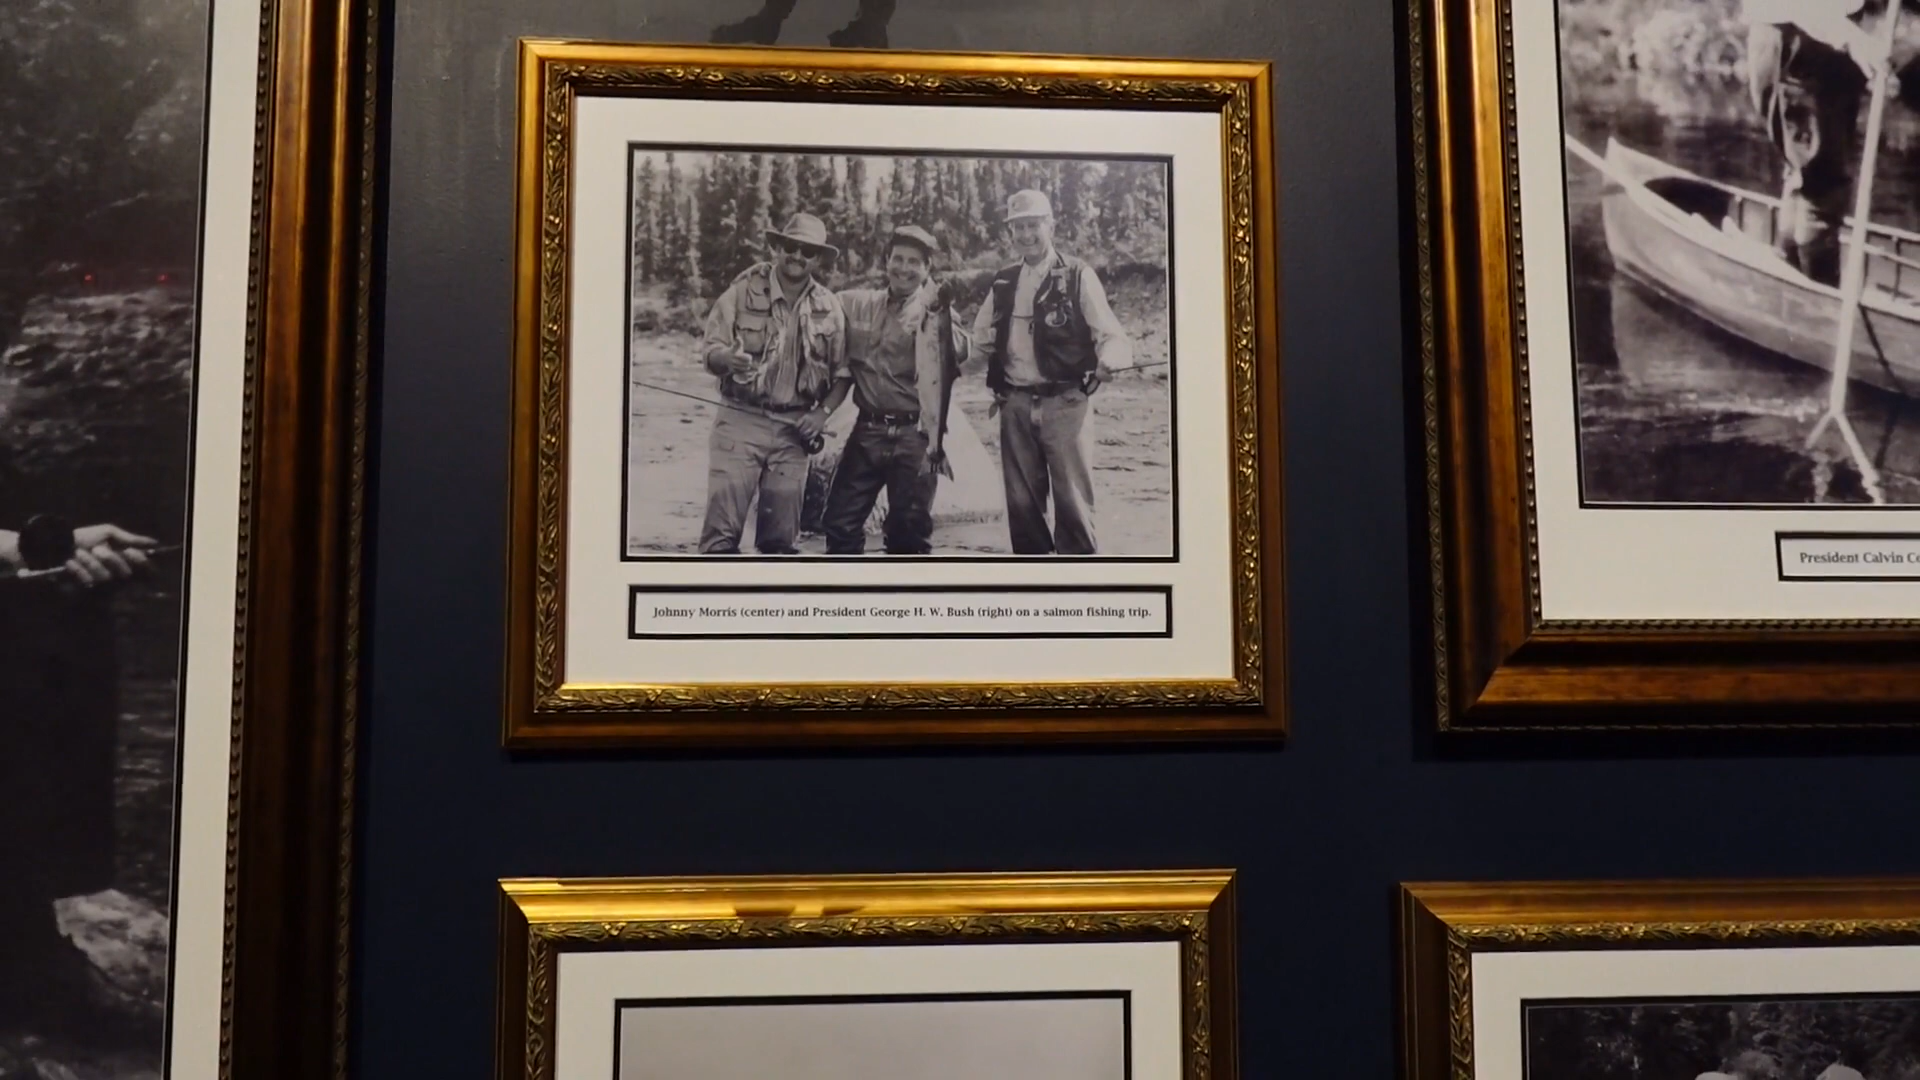 Johnny Morris (center) and President George H. W. Bush (right) on a salmon fishing trip.
President Calvin